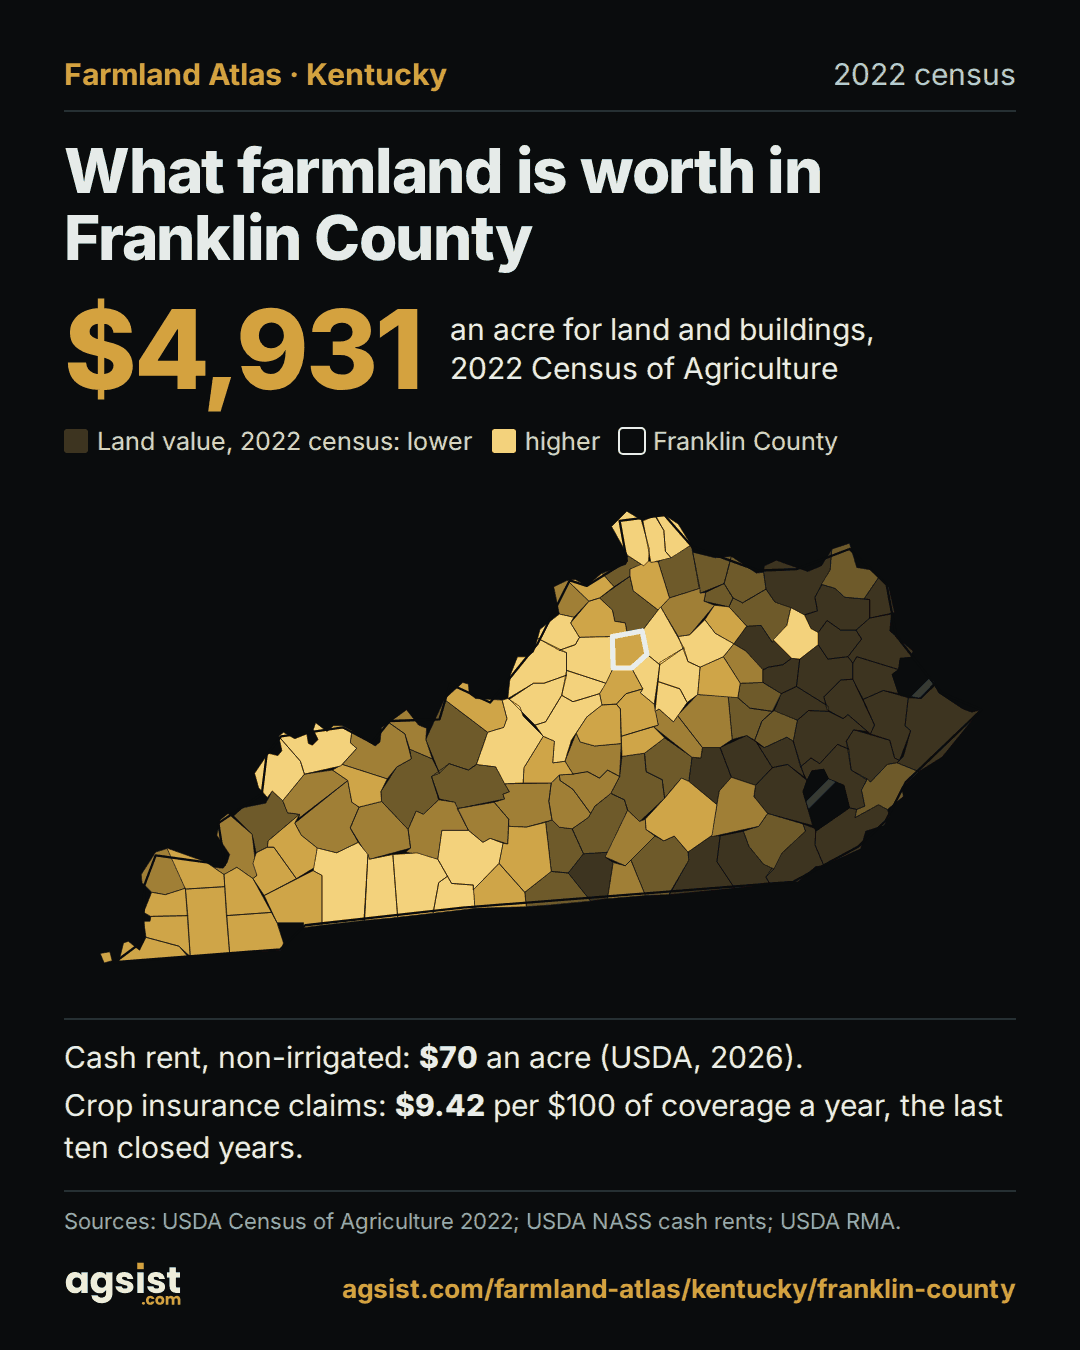 Farmland Atlas · Kentucky
2022 census
What farmland is worth in
Franklin County
$4,931
an acre for land and buildings,
2022 Census of Agriculture
Land value, 2022 census: lower
higher
Franklin County
Cash rent, non-irrigated: $70 an acre (USDA, 2026).
Crop insurance claims: $9.42 per $100 of coverage a year, the last
ten closed years.
Sources: USDA Census of Agriculture 2022; USDA NASS cash rents; USDA RMA.
agsist
.com
agsist.com/farmland-atlas/kentucky/franklin-county